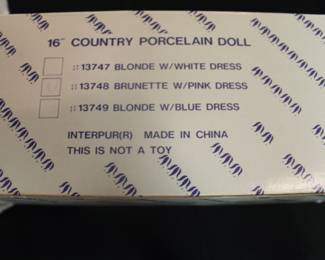 16" COUNTRY PORCELAIN DOLL
::13747 BLONDE W/WHITE DRESS
::13748 BRUNETTE W/PINK DRESS
::13749 BLONDE W/BLUE DRESS
INTERPUR(R) MADE IN CHINA
THIS IS NOT A TOY